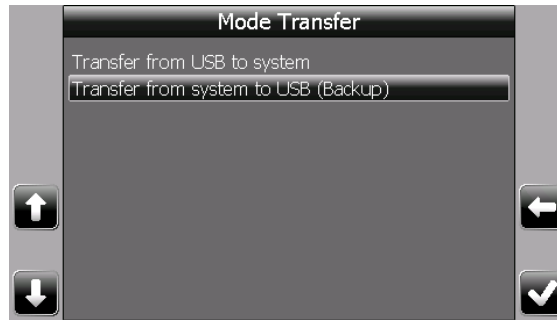 Mode Transfer
Transfer from USB to system
Transfer from system to USB (Backup)